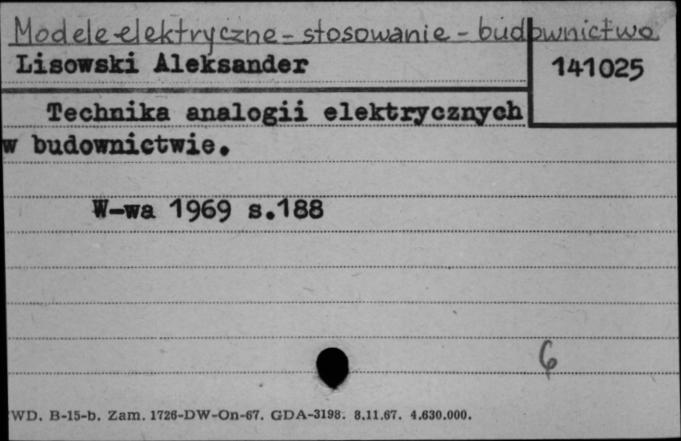 Modele elektryczne - stosowanie - budownictwo
Lisowski Aleksander
141025
Technika analogii elektrycznych
w budownictwie.
W-wa 1969 s.188
6
WD. B-15-b. Zam. 1726-DW-On-67. GDA-3198. 8.11.67. 4.630.000.